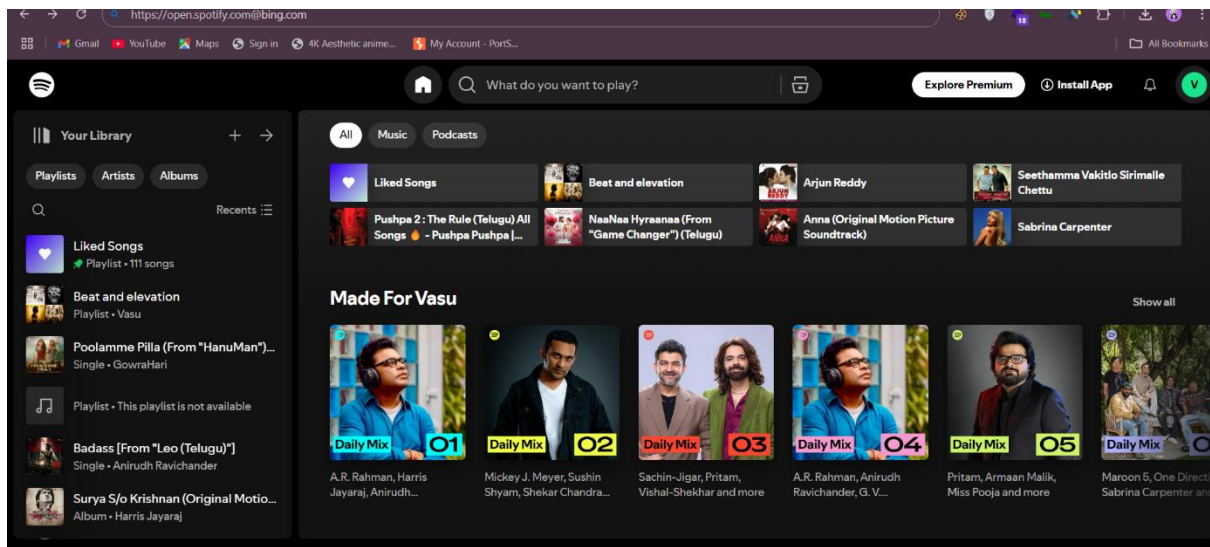 https://open.spotify.com@bing.com
18
Gmail
YouTube
Maps
Sign in
4K Aesthetic anime...
My Account - PortS...
All Bookmarks
What do you want to play?
Explore Premium
Install App
V
Your Library
Playlists
Artists
Albums
Recents
Liked Songs
Playlist • 111 songs
Beat and elevation
Playlist • Vasu
Poolamme Pilla (From "HanuMan")...
Single • GowraHari
Playlist • This playlist is not available
Badass [From "Leo (Telugu)"]
Single • Anirudh Ravichander
Surya S/o Krishnan (Original Motio...
Album • Harris Jayaraj
All
Music
Podcasts
Liked Songs
Beat and elevation
ARJUN REDDY
Arjun Reddy
Seethamma Vakitlo Sirimalle
Chettu
Pushpa 2 : The Rule (Telugu) All
Songs 🔥 - Pushpa Pushpa |...
NaaNaa Hyraanaa (From
"Game Changer") (Telugu)
ANNA
Anna (Original Motion Picture
Soundtrack)
Sabrina Carpenter
Made For Vasu
Show all
Daily Mix 01
A.R. Rahman, Harris
Jayaraj, Anirudh...
Daily Mix 02
Mickey J. Meyer, Sushin
Shyam, Shekar Chandra...
Daily Mix 03
Sachin-Jigar, Pritam,
Vishal-Shekhar and more
Daily Mix 04
A.R. Rahman, Anirudh
Ravichander, G. V....
Daily Mix 05
Pritam, Armaan Malik,
Miss Pooja and more
Daily Mix
Maroon 5, One Directi
Sabrina Carpenter an